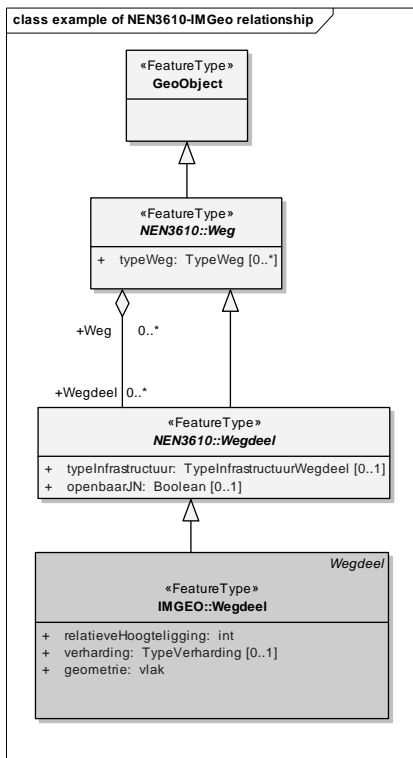 class example of NEN3610-IMGeo relationship
«FeatureType»
GeoObject
«FeatureType»
NEN3610::Weg
+ typeWeg: TypeWeg [0..*]
+Weg 0..*
+Wegdeel 0..*
«FeatureType»
NEN3610::Wegdeel
+ typeInfrastructuur: TypeInfrastructuurWegdeel [0..1]
+ openbaarJN: Boolean [0..1]
Wegdeel
«FeatureType»
IMGEO::Wegdeel
+ relatieveHoogteligging: int
+ verharding: TypeVerharding [0..1]
+ geometrie: vlak